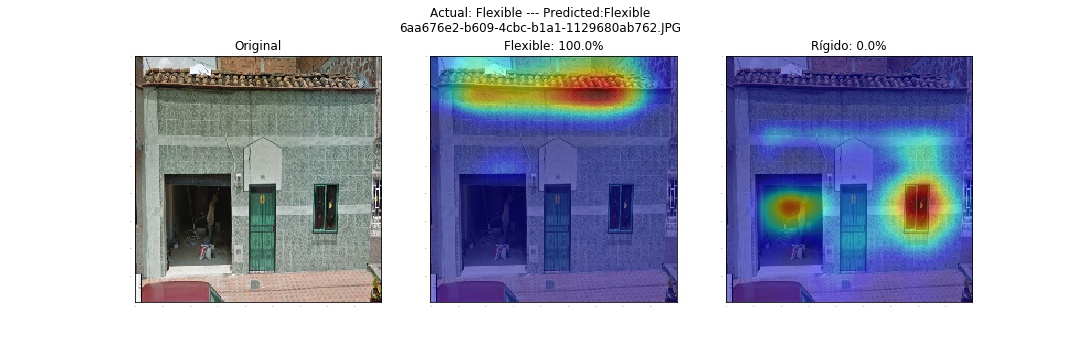 Actual: Flexible --- Predicted:Flexible
6aa676e2-b609-4cbc-b1a1-1129680ab762.JPG
Original
Flexible: 100.0%
Rígido: 0.0%